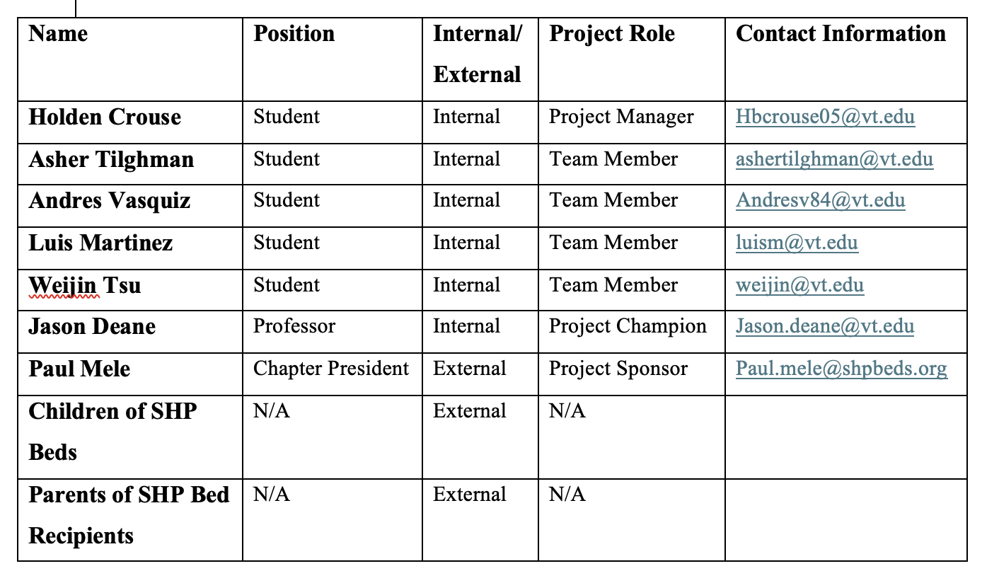 Name Position Internal/ Project Role Contact Information
External
Holden Crouse Student Internal Project Manager Hbcrouse05@vt.edu
Asher Tilghman Student Internal Team Member ashertilghman@vt.edu
Andres Vasquiz Student Internal Team Member Andresv84@vt.edu
Luis Martinez Student Internal Team Member luism@vt.edu
Weijin Tsu Student Internal Team Member weijin@vt.edu
Jason Deane Professor Internal Project Champion Jason.deane@vt.edu
Paul Mele Chapter President External Project Sponsor Paul.mele@shpbeds.org
Children of SHP N/A External N/A
Beds
Parents of SHP Bed N/A External N/A
Recipients